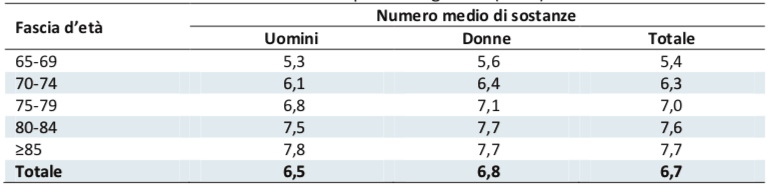 Numero medio di sostanze
Fascia d'età
Uomini Donne Totale
65-69 5,3 5,6 5,4
70-74 6,1 6,4 6,3
75-79 6,8 7,1 7,0
80-84 7,5 7,7 7,6
≥85 7,8 7,7 7,7
Totale 6,5 6,8 6,7